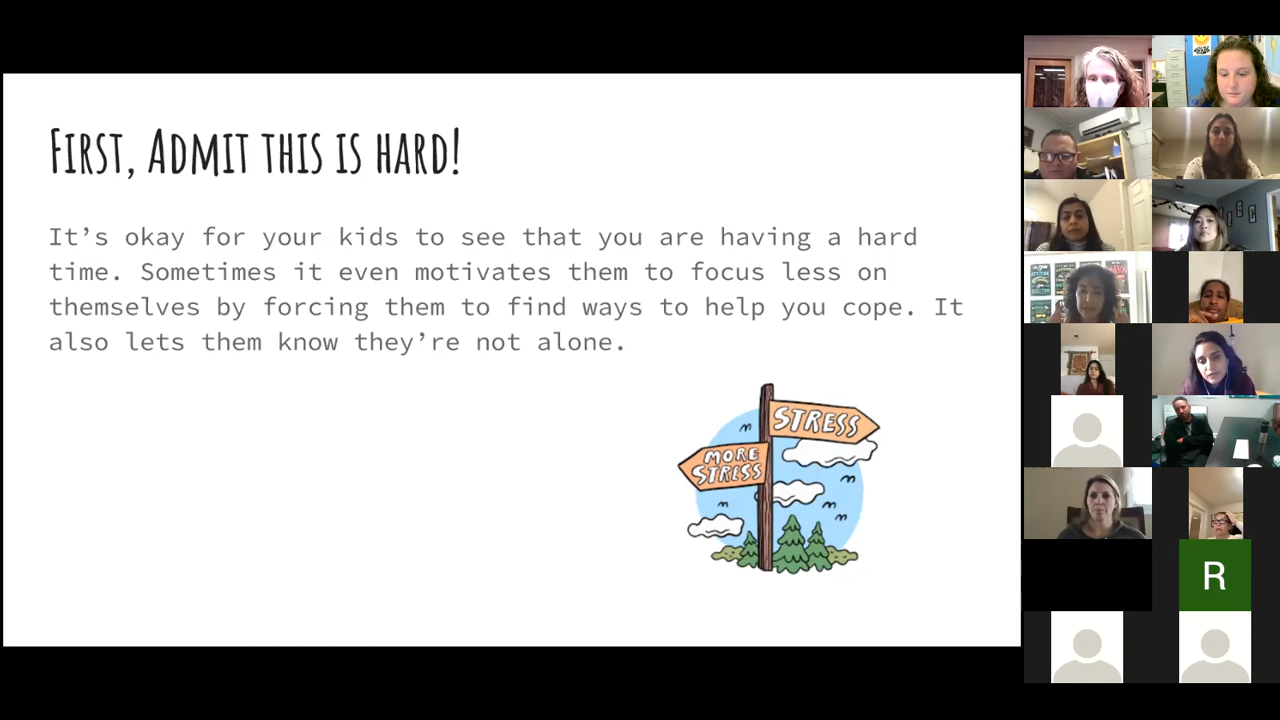 First, Admit this is hard!
It's okay for your kids to see that you are having a hard
time. Sometimes it even motivates them to focus less on
themselves by forcing them to find ways to help you cope. It
also lets them know they're not alone.
STRESS
MORE
STRESS
R